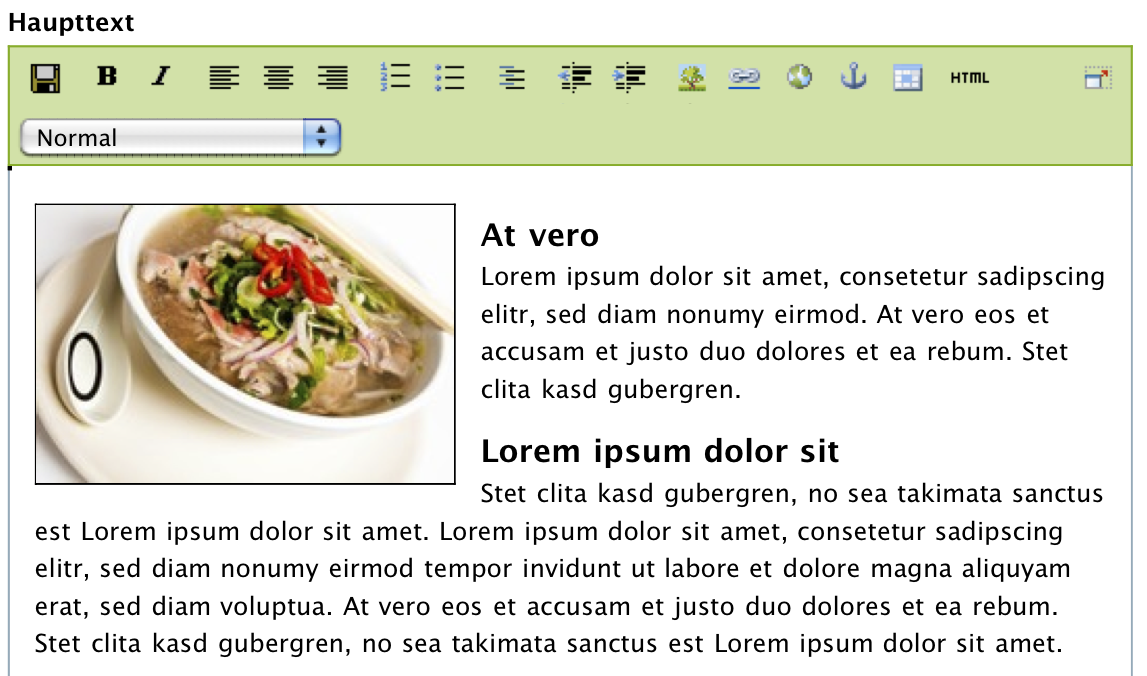 Haupttext
B I HTML
Normal
At vero
Lorem ipsum dolor sit amet, consetetur sadipscing
elitr, sed diam nonumy eirmod. At vero eos et
accusam et justo duo dolores et ea rebum. Stet
clita kasd gubergren.
Lorem ipsum dolor sit
Stet clita kasd gubergren, no sea takimata sanctus
est Lorem ipsum dolor sit amet. Lorem ipsum dolor sit amet, consetetur sadipscing
elitr, sed diam nonumy eirmod tempor invidunt ut labore et dolore magna aliquyam
erat, sed diam voluptua. At vero eos et accusam et justo duo dolores et ea rebum.
Stet clita kasd gubergren, no sea takimata sanctus est Lorem ipsum dolor sit amet.